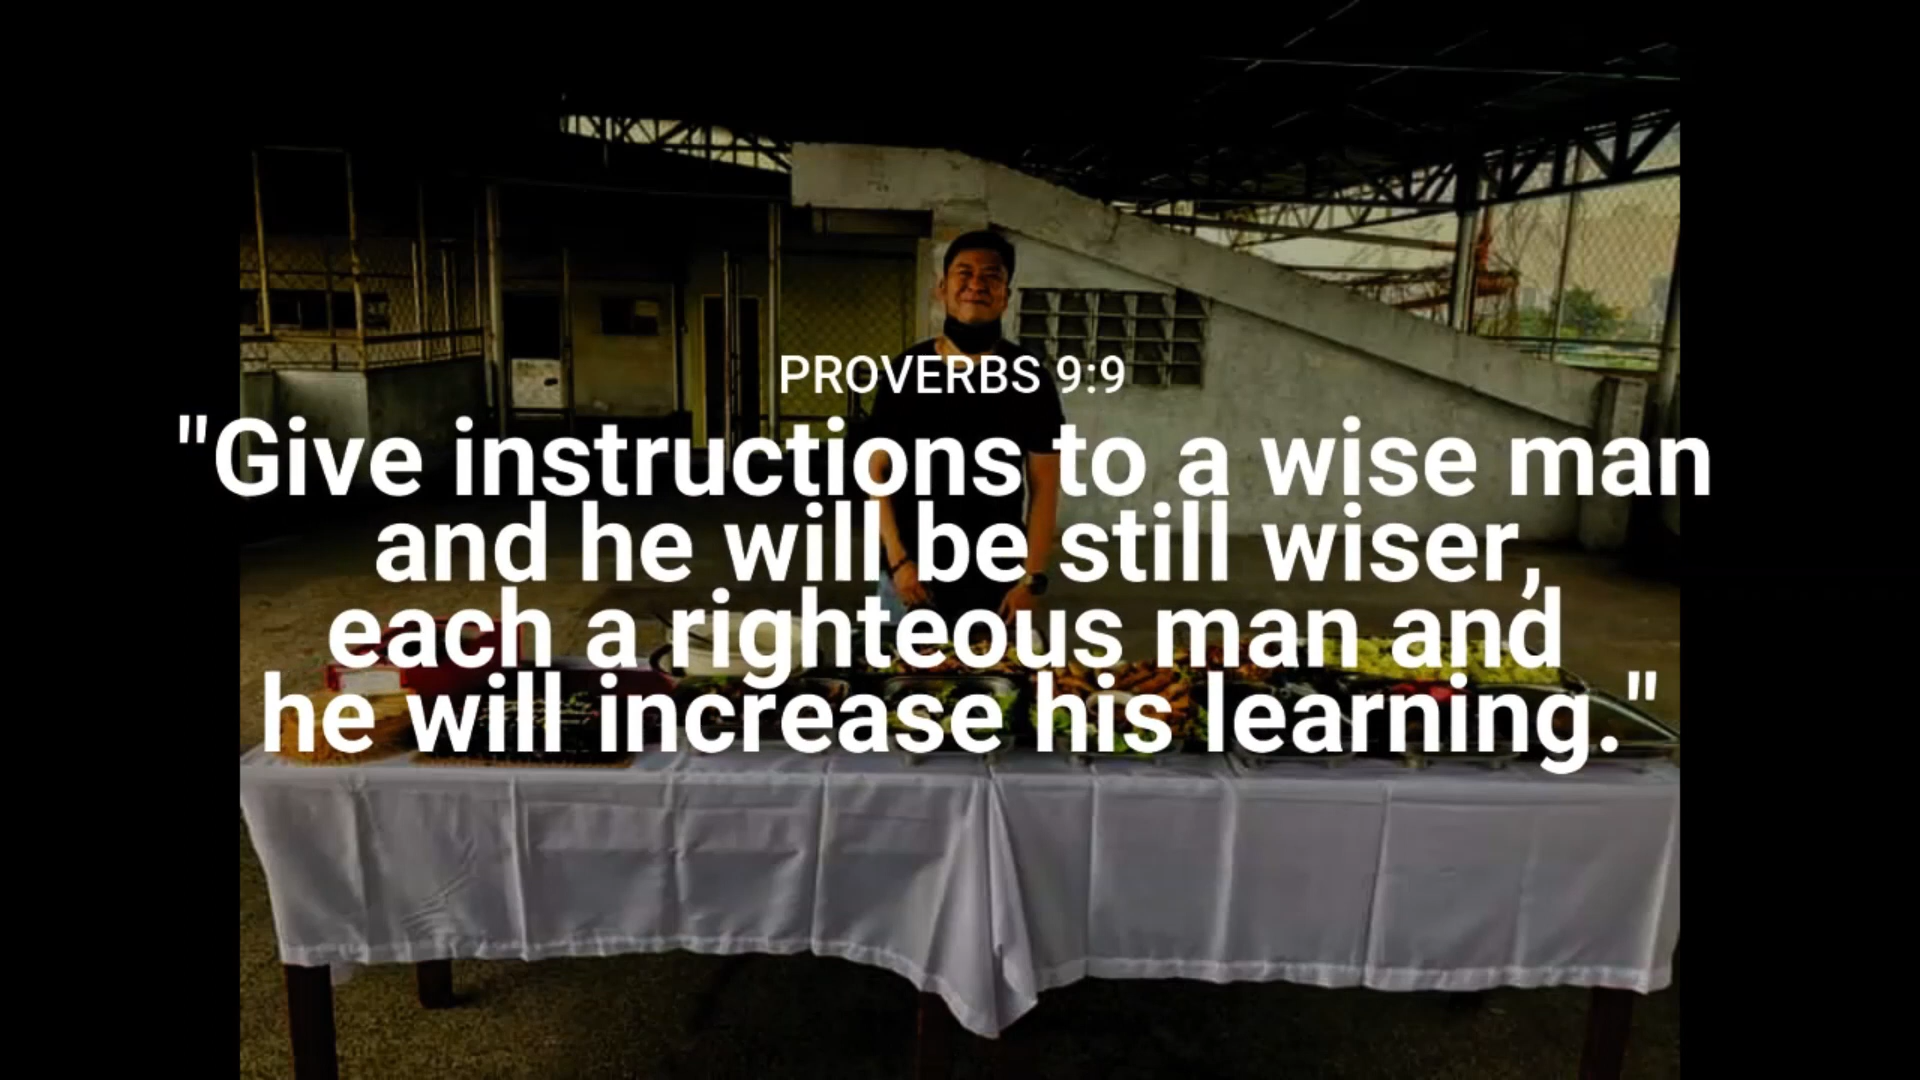 PROVERBS 9:9
"Give instructions to a wise man
and he will be still wiser,
each a righteous man and
he will increase his learning."